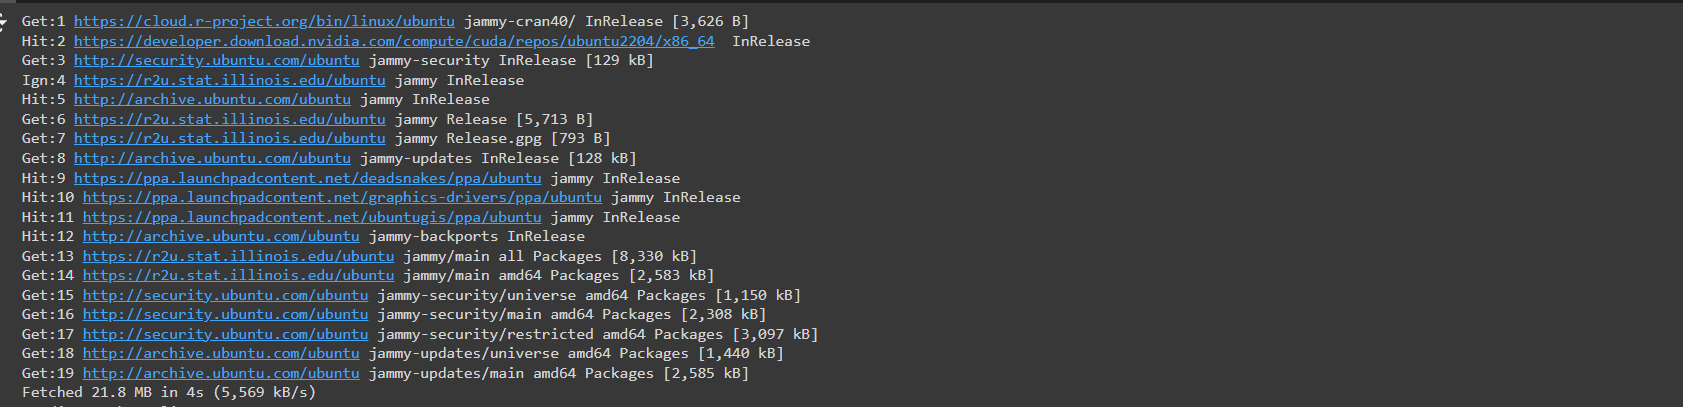 Get:1 https://cloud.r-project.org/bin/linux/ubuntu jammy-cran40/ InRelease [3,626 B]
Hit:2 https://developer.download.nvidia.com/compute/cuda/repos/ubuntu2204/x86_64  InRelease
Get:3 http://security.ubuntu.com/ubuntu jammy-security InRelease [129 kB]
Ign:4 https://r2u.stat.illinois.edu/ubuntu jammy InRelease
Hit:5 http://archive.ubuntu.com/ubuntu jammy InRelease
Get:6 https://r2u.stat.illinois.edu/ubuntu jammy Release [5,713 B]
Get:7 https://r2u.stat.illinois.edu/ubuntu jammy Release.gpg [793 B]
Get:8 http://archive.ubuntu.com/ubuntu jammy-updates InRelease [128 kB]
Hit:9 https://ppa.launchpadcontent.net/deadsnakes/ppa/ubuntu jammy InRelease
Hit:10 https://ppa.launchpadcontent.net/graphics-drivers/ppa/ubuntu jammy InRelease
Hit:11 https://ppa.launchpadcontent.net/ubuntugis/ppa/ubuntu jammy InRelease
Hit:12 http://archive.ubuntu.com/ubuntu jammy-backports InRelease
Get:13 https://r2u.stat.illinois.edu/ubuntu jammy/main all Packages [8,330 kB]
Get:14 https://r2u.stat.illinois.edu/ubuntu jammy/main amd64 Packages [2,583 kB]
Get:15 http://security.ubuntu.com/ubuntu jammy-security/universe amd64 Packages [1,150 kB]
Get:16 http://security.ubuntu.com/ubuntu jammy-security/main amd64 Packages [2,308 kB]
Get:17 http://security.ubuntu.com/ubuntu jammy-security/restricted amd64 Packages [3,097 kB]
Get:18 http://archive.ubuntu.com/ubuntu jammy-updates/universe amd64 Packages [1,440 kB]
Get:19 http://archive.ubuntu.com/ubuntu jammy-updates/main amd64 Packages [2,585 kB]
Fetched 21.8 MB in 4s (5,569 kB/s)